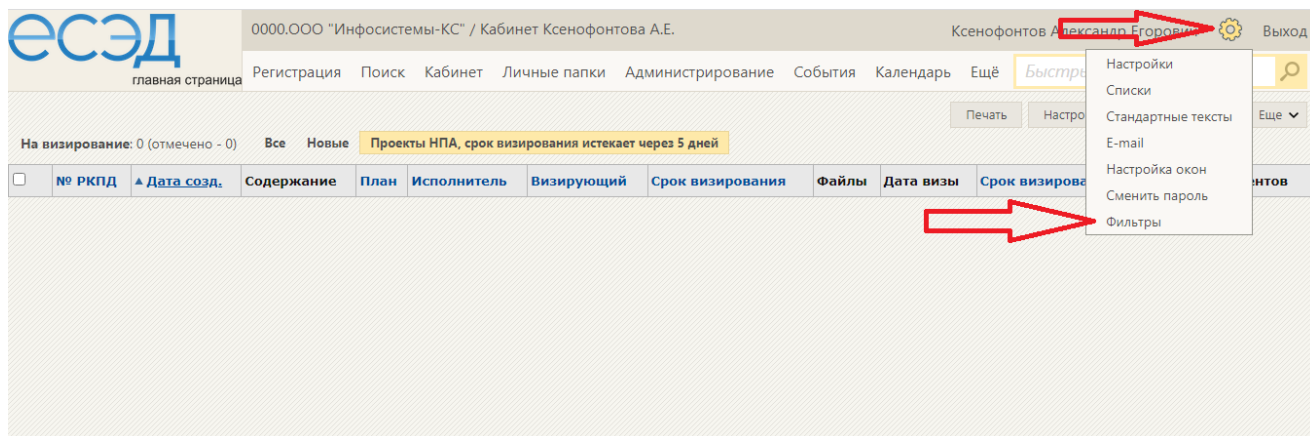 есэд
главная страница
0000.ООО "Инфосистемы-КС" / Кабинет Ксенофонтова А.Е.
Ксенофонтов Александр Егорович
Выход
Регистрация Поиск Кабинет Личные папки Администрирование События Календарь Ещё
Настройки
Списки
Стандартные тексты
E-mail
Настройка окон
Сменить пароль
Фильтры
Печать
Еще
На визирование: 0 (отмечено - 0) Все Новые Проекты НПА, срок визирования истекает через 5 дней
№ РКПД Дата созд. Содержание План Исполнитель Визирующий Срок визирования Файлы Дата визы Срок